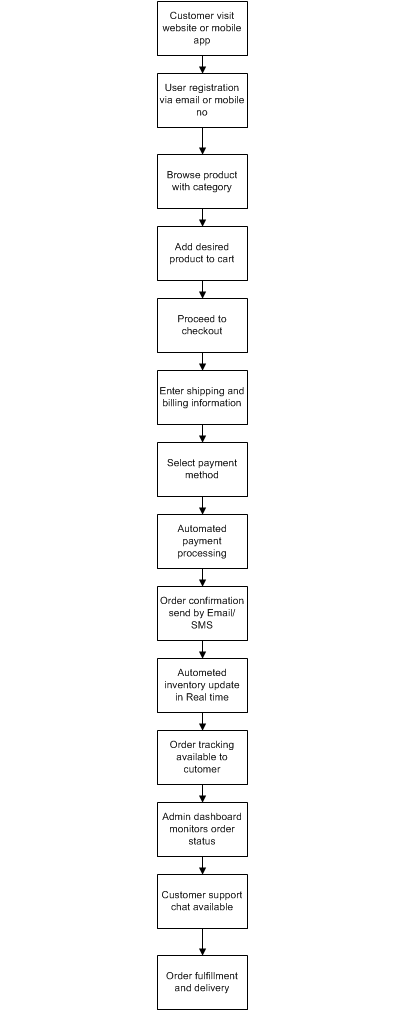 Customer visit
website or mobile
app
User registration
via email or mobile
no
Browse product
with category
Add desired
product to cart
Proceed to
checkout
Enter shipping and
billing information
Select payment
method
Automated
payment
processing
Order confirmation
send by Email/
SMS
Autometed
inventory update
in Real time
Order tracking
available to
cutomer
Admin dashboard
monitors order
status
Customer support
chat available
Order fulfillment
and delivery